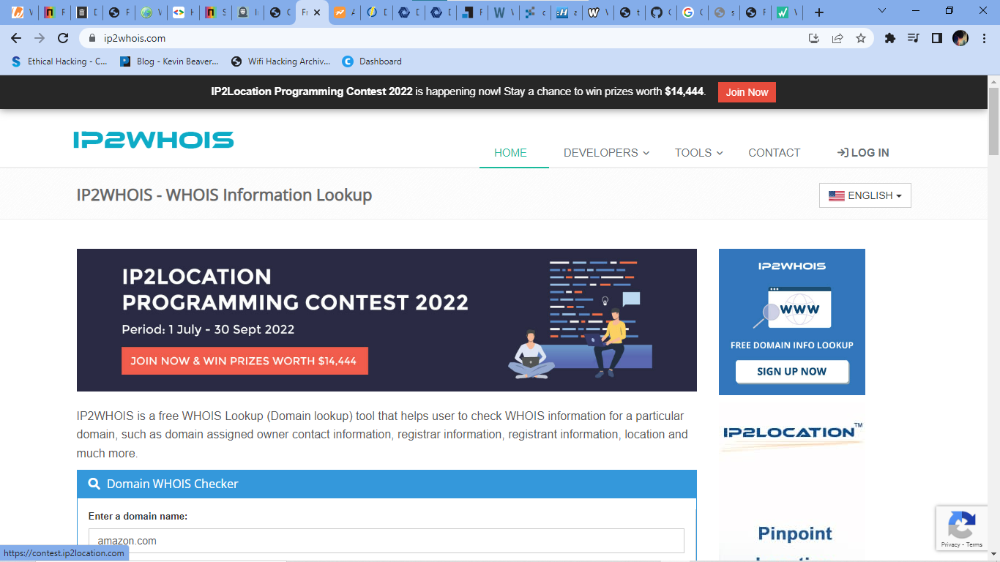 ip2whois.com
Ethical Hacking - C...
Blog - Kevin Beaver...
Wifi Hacking Archiv...
Dashboard
IP2Location Programming Contest 2022 is happening now! Stay a chance to win prizes worth $14,444.
Join Now
IP2WHOIS
HOME
DEVELOPERS
TOOLS
CONTACT
LOG IN
IP2WHOIS - WHOIS Information Lookup
ENGLISH
IP2LOCATION
PROGRAMMING CONTEST 2022
Period: 1 July - 30 Sept 2022
JOIN NOW & WIN PRIZES WORTH $14,444
IP2WHOIS
WWW
FREE DOMAIN INFO LOOKUP
SIGN UP NOW
IP2WHOIS is a free WHOIS Lookup (Domain lookup) tool that helps user to check WHOIS information for a particular
domain, such as domain assigned owner contact information, registrar information, registrant information, location and
much more.
IP2LOCATION™
Domain WHOIS Checker
Enter a domain name:
amazon.com
Pinpoint
Privacy - Terms
https://contest.ip2location.com